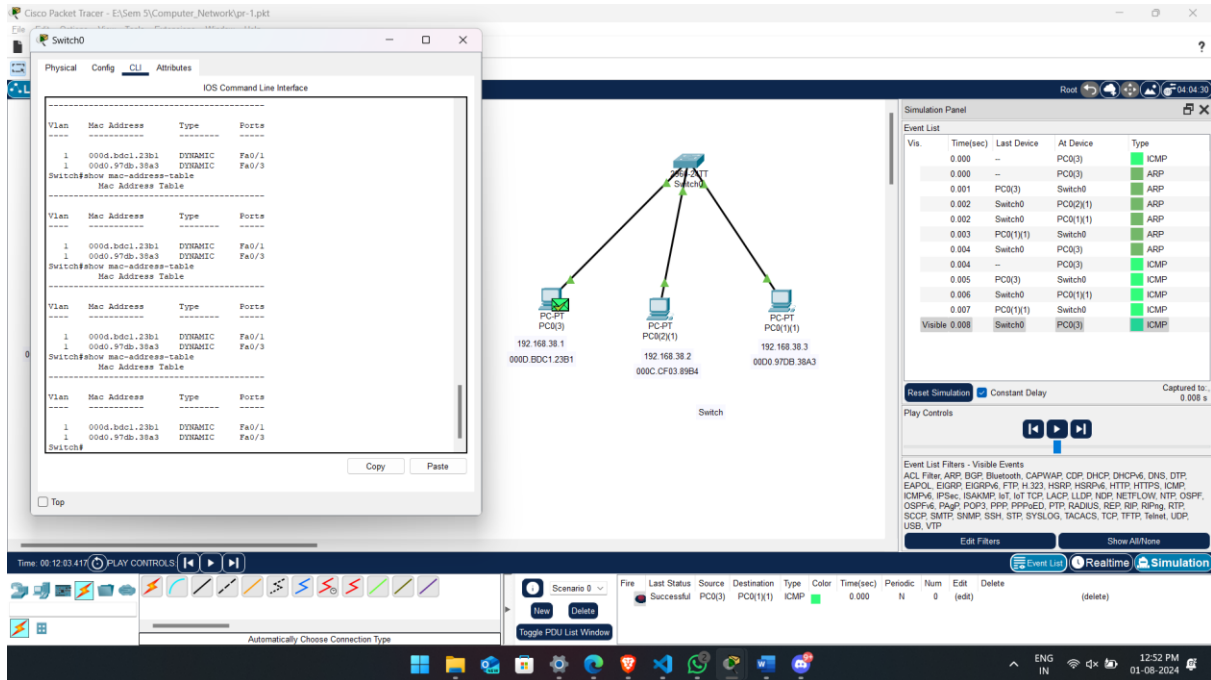 Cisco Packet Tracer - E:\Sem 5\Computer_Network\pr-1.pkt
Switch0
Physical Config CLI Attributes
IOS Command Line Interface
-------------------------------------------
Vlan Mac Address Type Ports
---- ----------- -------- -----
1 000d.bdc1.23b1 DYNAMIC Fa0/1
1 00d0.97db.38a3 DYNAMIC Fa0/3
Switch#show mac-address-table
Mac Address Table
-------------------------------------------
Vlan Mac Address Type Ports
---- ----------- -------- -----
1 000d.bdc1.23b1 DYNAMIC Fa0/1
1 00d0.97db.38a3 DYNAMIC Fa0/3
Switch#show mac-address-table
Mac Address Table
-------------------------------------------
Vlan Mac Address Type Ports
---- ----------- -------- -----
1 000d.bdc1.23b1 DYNAMIC Fa0/1
1 00d0.97db.38a3 DYNAMIC Fa0/3
Switch#show mac-address-table
Mac Address Table
-------------------------------------------
Vlan Mac Address Type Ports
---- ----------- -------- -----
1 000d.bdc1.23b1 DYNAMIC Fa0/1
1 00d0.97db.38a3 DYNAMIC Fa0/3
Switch#
Copy Paste
Top
?
Root 04:04:30
2960-24TT
Switch0
PC-PT
PC0(3)
192.168.38.1
000D.BDC1.23B1
PC-PT
PC0(2)(1)
192.168.38.2
000C.CF03.89B4
PC-PT
PC0(1)(1)
192.168.38.3
00D0.97DB.38A3
Switch
Simulation Panel
Event List
Vis. Time(sec) Last Device At Device Type
0.000 -- PC0(3) ICMP
0.000 -- PC0(3) ARP
0.001 PC0(3) Switch0 ARP
0.002 Switch0 PC0(2)(1) ARP
0.002 Switch0 PC0(1)(1) ARP
0.003 PC0(1)(1) Switch0 ARP
0.004 Switch0 PC0(3) ARP
0.004 -- PC0(3) ICMP
0.005 PC0(3) Switch0 ICMP
0.006 Switch0 PC0(1)(1) ICMP
0.007 PC0(1)(1) Switch0 ICMP
Visible 0.008 Switch0 PC0(3) ICMP
Reset Simulation Constant Delay Captured to:
0.008 s
Play Controls
Event List Filters - Visible Events
ACL Filter, ARP, BGP, Bluetooth, CAPWAP, CDP, DHCP, DHCPv6, DNS, DTP,
EAPOL, EIGRP, EIGRPv6, FTP, H.323, HSRP, HSRPv6, HTTP, HTTPS, ICMP,
ICMPv6, IPSec, ISAKMP, IoT, IoT TCP, LACP, LLDP, NDP, NETFLOW, NTP, OSPF,
OSPFv6, PAgP, POP3, PPP, PPPoED, PTP, RADIUS, REP, RIP, RIPng, RTP,
SCCP, SMTP, SNMP, SSH, STP, SYSLOG, TACACS, TCP, TFTP, Telnet, UDP,
USB, VTP
Edit Filters Show All/None
Time: 00:12:03.417 PLAY CONTROLS: Event List Realtime Simulation
Automatically Choose Connection Type
Scenario 0
New Delete
Toggle PDU List Window
Fire Last Status Source Destination Type Color Time(sec) Periodic Num Edit Delete
Successful PC0(3) PC0(1)(1) ICMP 0.000 N 0 (edit) (delete)
ENG
IN
12:52 PM
01-08-2024